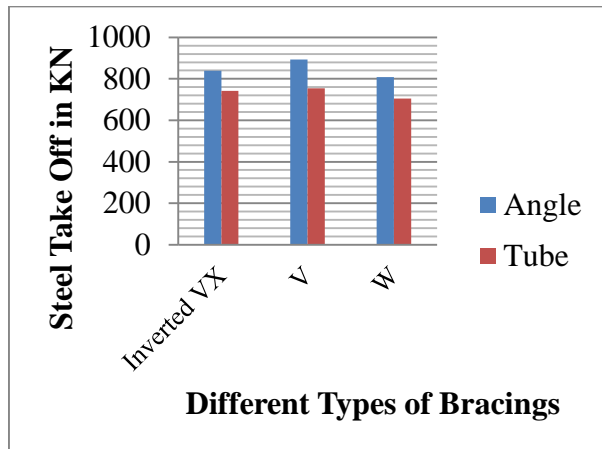 Steel Take Off in KN
1000
800
600
400
200
0
Inverted VX
V
W
Angle
Tube
Different Types of Bracings